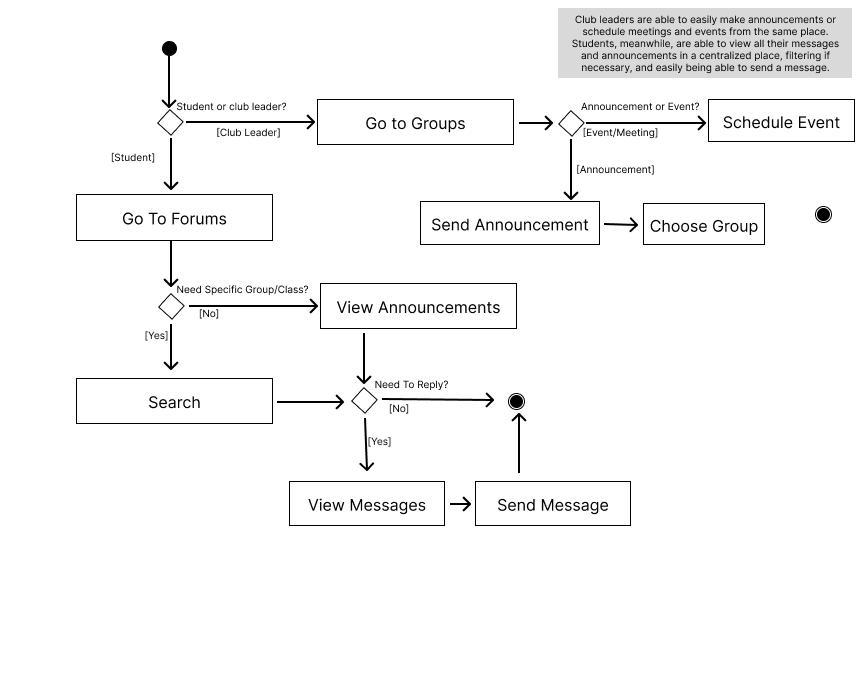 Club leaders are able to easily make announcements or
schedule meetings and events from the same place.
Students, meanwhile, are able to view all their messages
and announcements in a centralized place, filtering if
necessary, and easily being able to send a message.
Student or club leader?
[Club Leader]
Go to Groups
Announcement or Event?
[Event/Meeting]
Schedule Event
[Student]
[Announcement]
Go To Forums
Send Announcement
Choose Group
Need Specific Group/Class?
[No]
View Announcements
[Yes]
Search
Need To Reply?
[No]
[Yes]
View Messages
Send Message